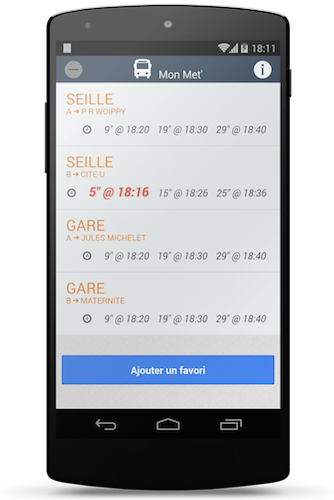 18:11
Mon Met'
i
SEILLE
A ➔ P R WOIPPY
9" @ 18:20 19" @ 18:30 29" @ 18:40
SEILLE
B ➔ CITE U
5" @ 18:16 15" @ 18:26 25" @ 18:36
GARE
A ➔ JULES MICHELET
9" @ 18:20 19" @ 18:30 29" @ 18:40
GARE
B ➔ MATERNITE
9" @ 18:20 19" @ 18:30 29" @ 18:40
Ajouter un favori